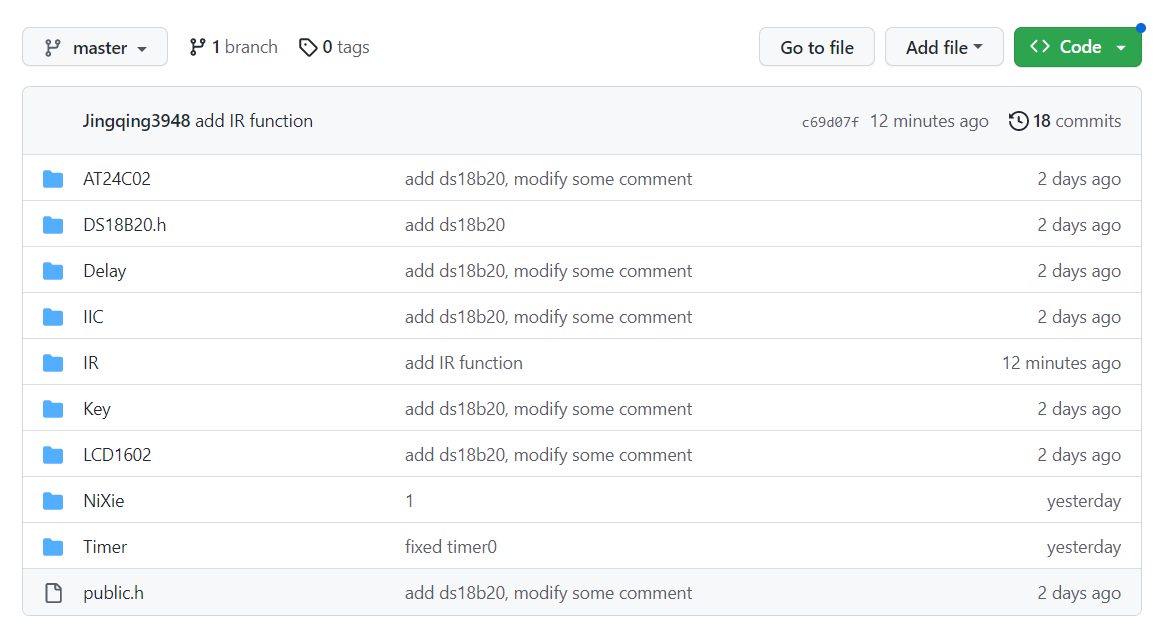 master 1 branch 0 tags Go to file Add file Code
Jingqing3948 add IR function c69d07f 12 minutes ago 18 commits
AT24C02 add ds18b20, modify some comment 2 days ago
DS18B20.h add ds18b20 2 days ago
Delay add ds18b20, modify some comment 2 days ago
IIC add ds18b20, modify some comment 2 days ago
IR add IR function 12 minutes ago
Key add ds18b20, modify some comment 2 days ago
LCD1602 add ds18b20, modify some comment 2 days ago
NiXie 1 yesterday
Timer fixed timer0 yesterday
public.h add ds18b20, modify some comment 2 days ago